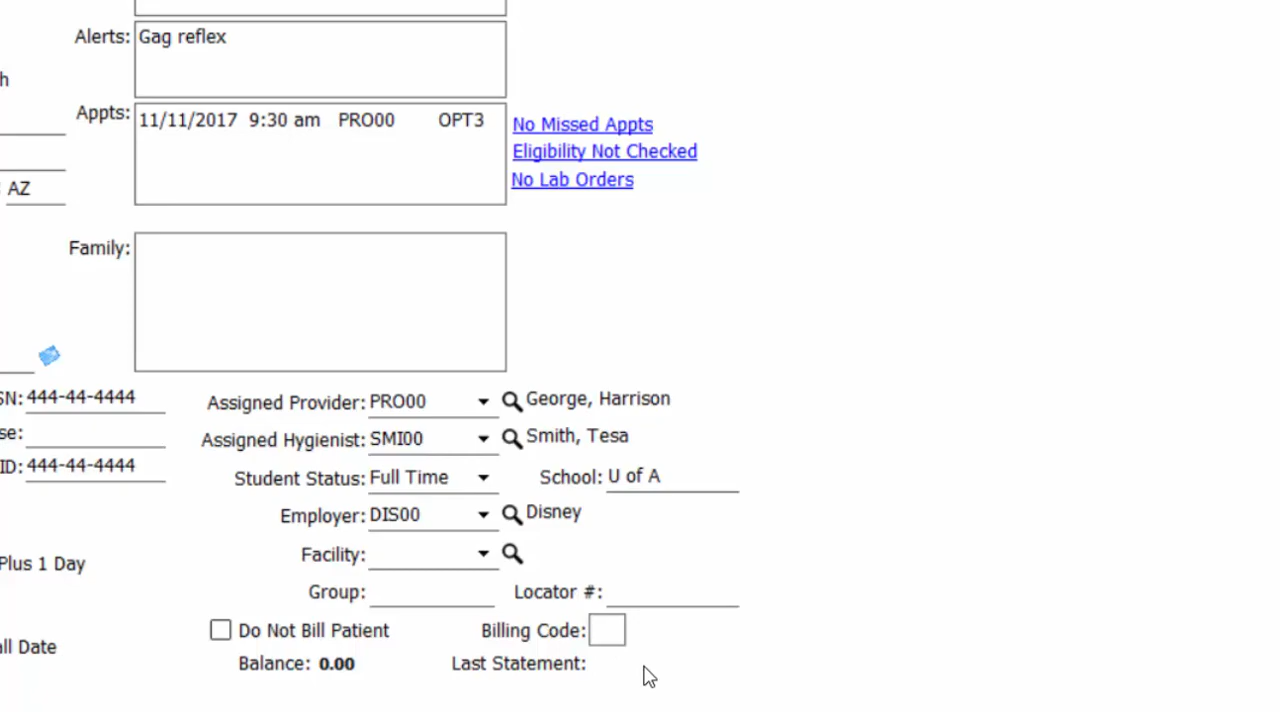 Alerts: Gag reflex
h
Appts: 11/11/2017 9:30 am PRO00 OPT3
No Missed Appts
Eligibility Not Checked
No Lab Orders
AZ
Family:
SN: 444-44-4444 Assigned Provider: PRO00 George, Harrison
se: Assigned Hygienist: SMI00 Smith, Tesa
ID: 444-44-4444
Student Status: Full Time School: U of A
Employer: DIS00 Disney
Plus 1 Day Facility:
Group: Locator #:
Do Not Bill Patient Billing Code:
all Date
Balance: 0.00 Last Statement: